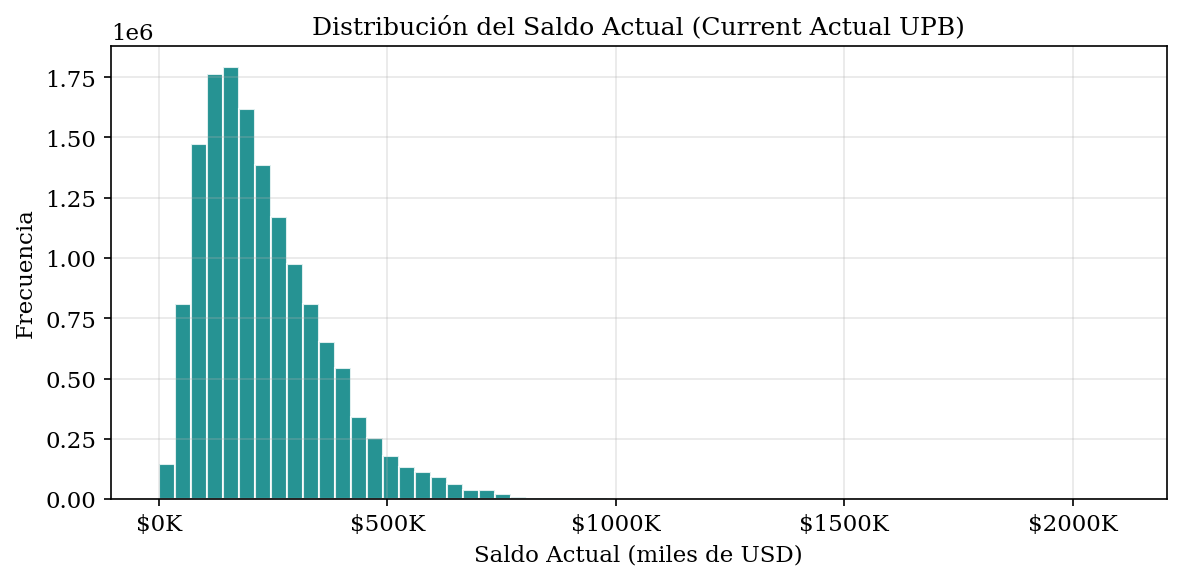 Distribución del Saldo Actual (Current Actual UPB)
1e6
1.75
1.50
1.25
1.00
0.75
0.50
0.25
0.00
Frecuencia
$0K $500K $1000K $1500K $2000K
Saldo Actual (miles de USD)